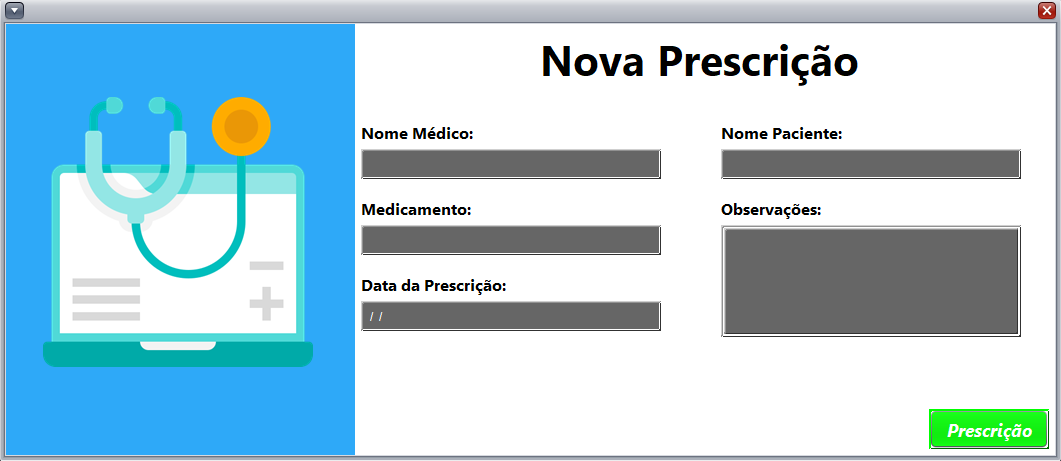 Nova Prescrição
Nome Médico:
Nome Paciente:
Medicamento:
Observações:
Data da Prescrição:
/ /
Prescrição